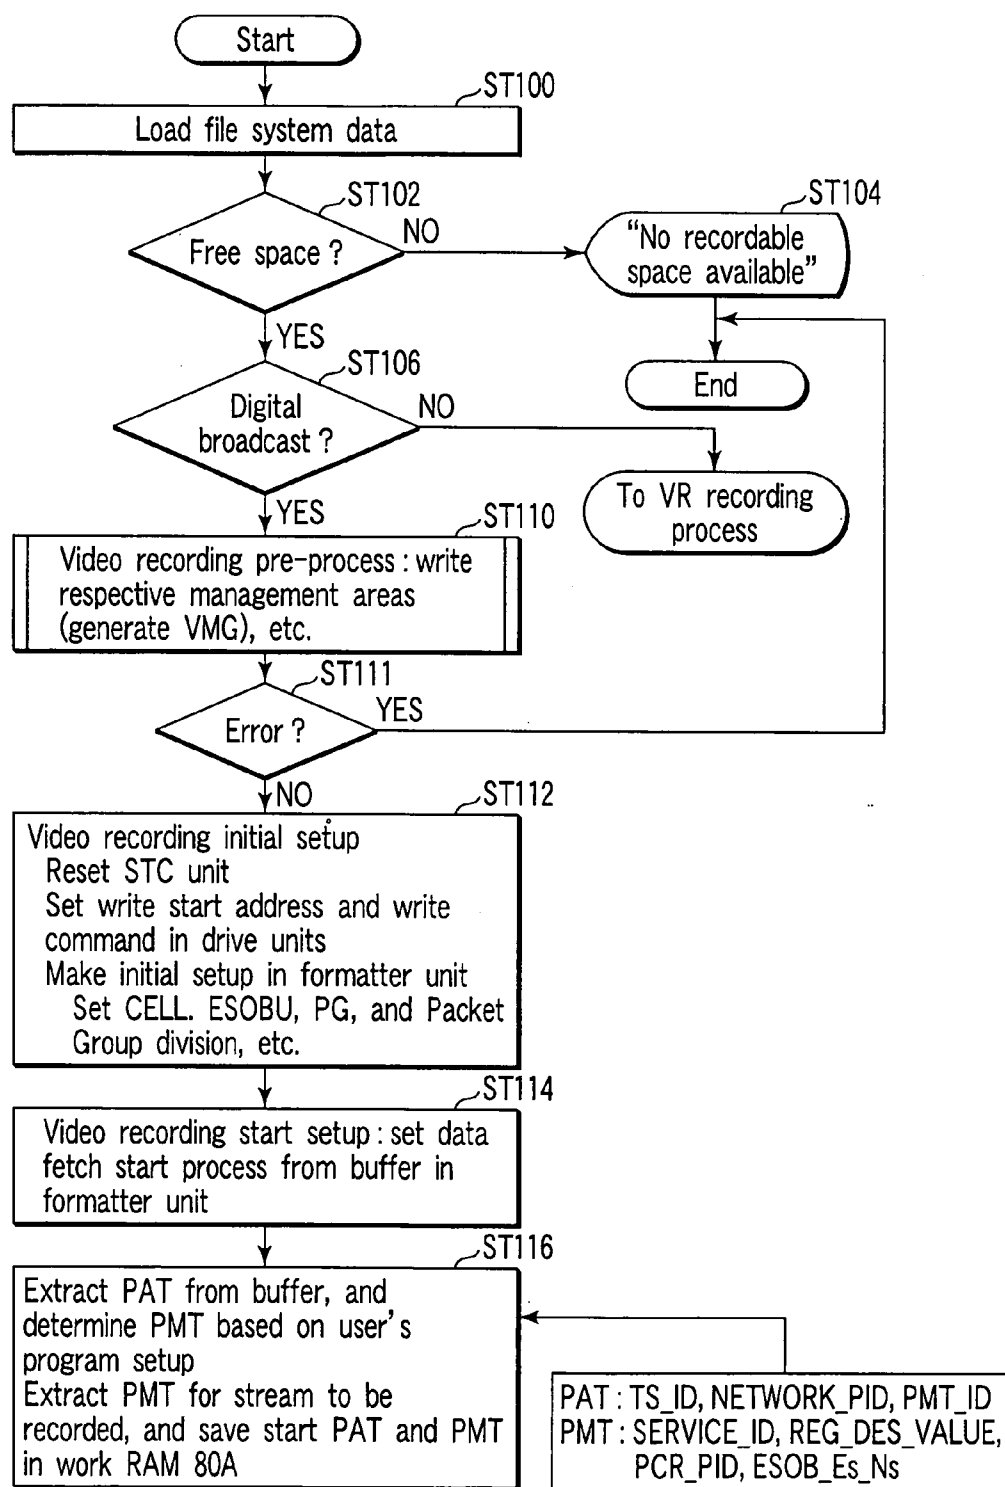 Start
ST100
Load file system data
ST102
Free space ?
NO
ST104
“No recordable
space available”
YES
End
ST106
Digital
broadcast ?
NO
To VR recording
process
YES
ST110
Video recording pre-process : write
respective management areas
(generate VMG), etc.
ST111
Error ?
YES
NO
ST112
Video recording initial setup
Reset STC unit
Set write start address and write
command in drive units
Make initial setup in formatter unit
Set CELL. ESOBU, PG, and Packet
Group division, etc.
ST114
Video recording start setup : set data
fetch start process from buffer in
formatter unit
ST116
Extract PAT from buffer, and
determine PMT based on user's
program setup
Extract PMT for stream to be
recorded, and save start PAT and PMT
in work RAM 80A
PAT : TS_ID, NETWORK_PID, PMT_ID
PMT : SERVICE_ID, REG_DES_VALUE,
PCR_PID, ESOB_Es_Ns